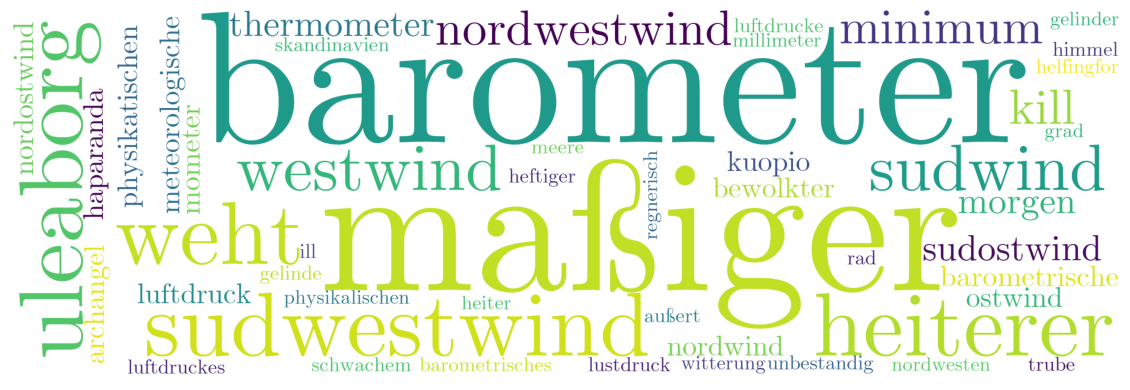 nordostwind
uleaborg
haparanda
archangel
physikatischen
meteorologische
mometer
thermometer
skandinavien
nordwestwind
luftdrucke
millimeter
minimum
gelinder
himmel
helfingfor
barometer
kill
grad
meere
westwind
heftiger
regnerisch
kuopio
bewolkter
sudwind
morgen
weht
maßiger
ill
gelinde
rad
sudostwind
barometrische
luftdruck
physikalischen
heiter
außert
ostwind
sudwestwind
nordwind
heiterer
luftdruckes
schwachem
barometrisches
lustdruck
witterungunbestandig
nordwesten
trube